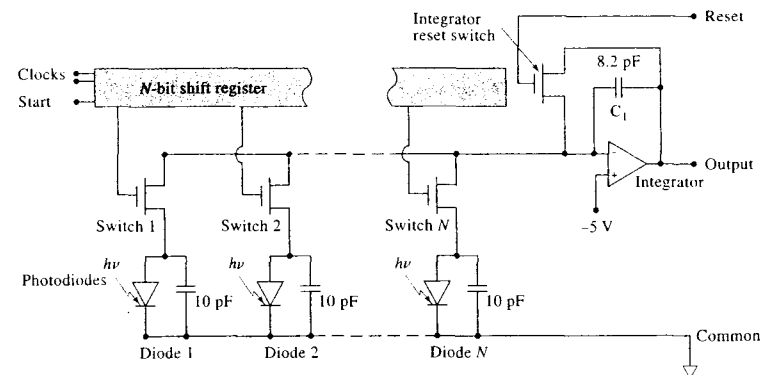 Integrator
reset switch
Reset
8.2 pF
C₁
Clocks
Start
N-bit shift register
Output
Integrator
-
+
–5 V
Switch 1
Switch 2
Switch N
hν
hν
hν
Photodiodes
10 pF
10 pF
10 pF
Common
Diode 1
Diode 2
Diode N